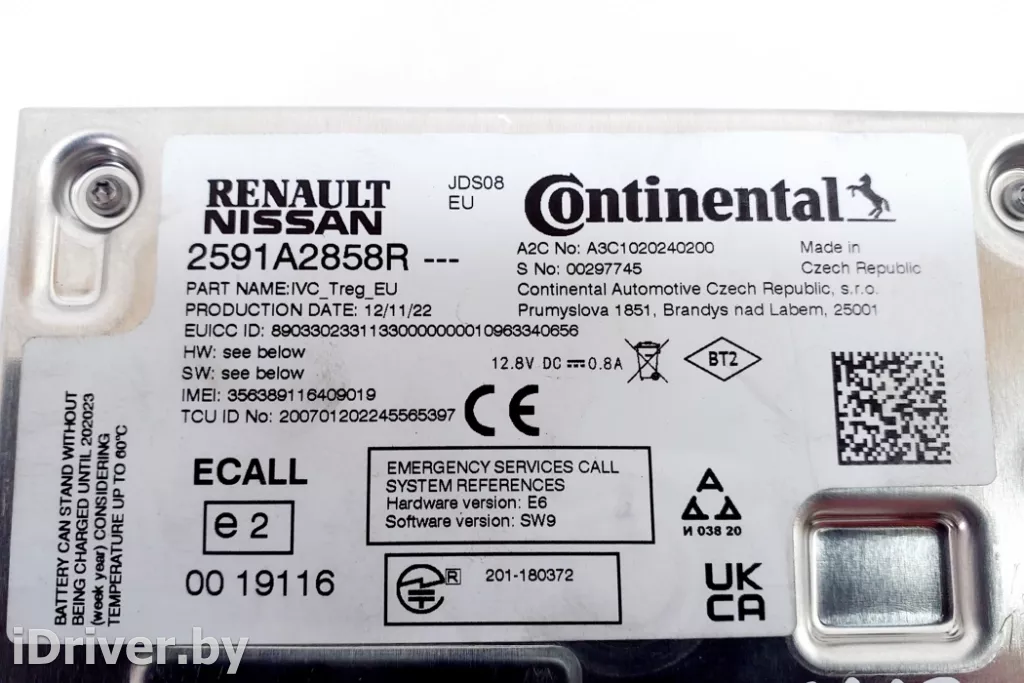 RENAULT
NISSAN
JDS08
EU
Continental
2591A2858R ---
A2C No: A3C1020240200
S No: 00297745
Made in
Czech Republic
PART NAME:IVC_Treg_EU
Continental Automotive Czech Republic, s.r.o.
PRODUCTION DATE: 12/11/22
Prumyslova 1851, Brandys nad Labem, 25001
EUICC ID: 89033023311330000000010963340656
HW: see below
SW: see below
12.8V DC 0.8A
BT2
IMEI: 356389116409019
TCU ID No: 200701202245565397
CE
BATTERY CAN STAND WITHOUT
BEING CHARGED UNTIL 202023
(week year) CONSIDERING
TEMPERATURE UP TO 60°C
ECALL
e 2
00 19116
EMERGENCY SERVICES CALL
SYSTEM REFERENCES
Hardware version: E6
Software version: SW9
R 201-180372
И 038 20
UK
CA
iDriver.by